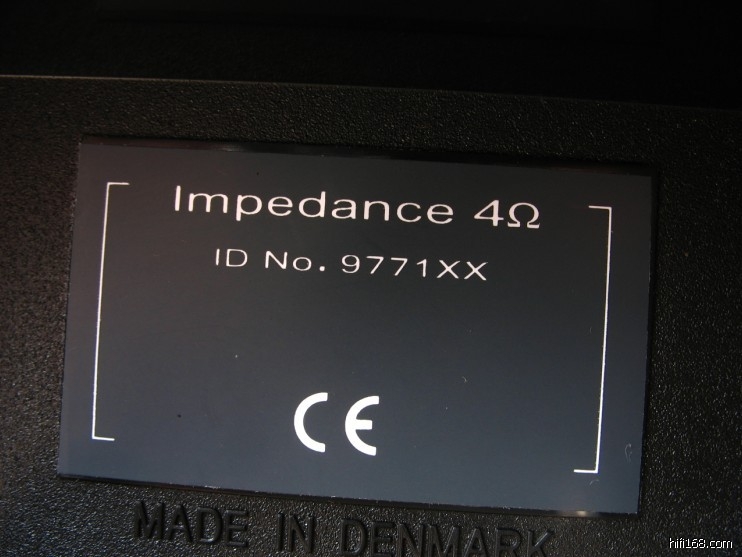 Impedance 4Ω
ID No. 9771XX
CE
MADE IN DENMARK
hifi168.com